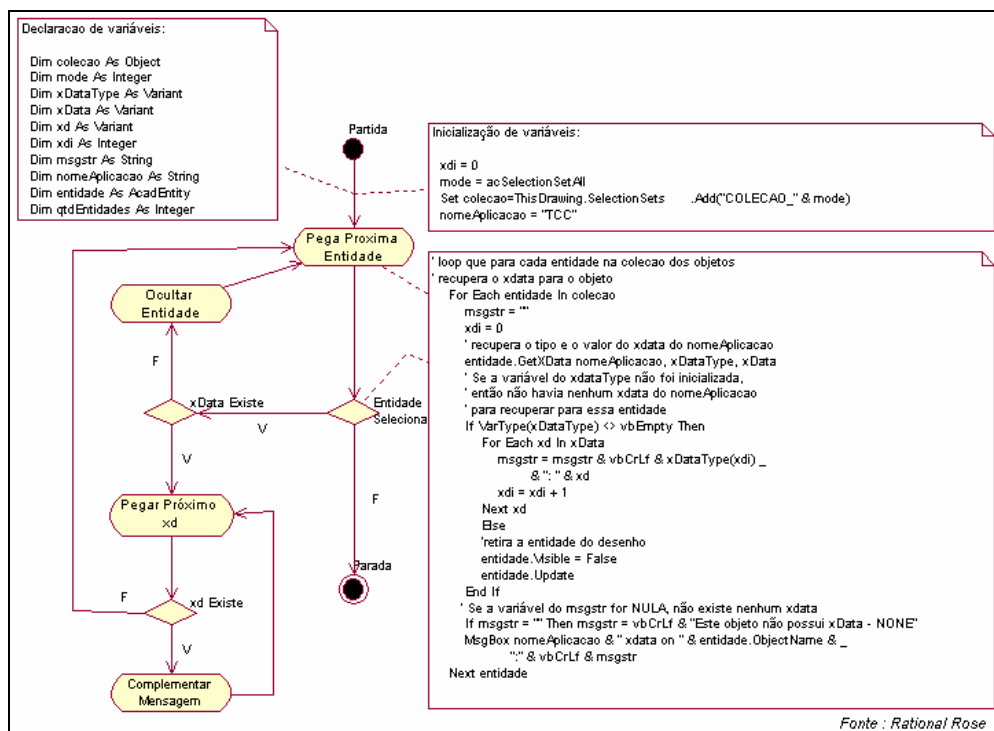 Declaracao de variáveis:
Dim colecao As Object
Dim mode As Integer
Dim xDataType As Variant
Dim xData As Variant
Dim xd As Variant
Dim xdi As Integer
Dim msgstr As String
Dim nomeAplicacao As String
Dim entidade As AcadEntity
Dim qtdEntidades As Integer
Partida
Inicialização de variáveis:
xdi = 0
mode = acSelectionSetAll
Set colecao=ThisDrawing.SelectionSets .Add("COLECAO_" & mode)
nomeAplicacao = "TCC"
Pega Proxima
Entidade
Ocultar
Entidade
F
xData Existe
V
Entidade
Seleciona
V
F
Pegar Próximo
xd
Parada
F
xd Existe
V
Complementar
Mensagem
' loop que para cada entidade na colecao dos objetos
' recupera o xdata para o objeto
For Each entidade In colecao
msgstr = ""
xdi = 0
' recupera o tipo e o valor do xdata do nomeAplicacao
entidade.GetXData nomeAplicacao, xDataType, xData
' Se a variável do xdataType não foi inicializada,
' então não havia nenhum xdata do nomeAplicacao
' para recuperar para essa entidade
If VarType(xDataType) <> vbEmpty Then
For Each xd In xData
msgstr = msgstr & vbCrLf & xDataType(xdi) _
& ": " & xd
xdi = xdi + 1
Next xd
Else
'retira a entidade do desenho
entidade.Visible = False
entidade.Update
End If
' Se a variável do msgstr for NULA, não existe nenhum xdata
If msgstr = "" Then msgstr = vbCrLf & "Este objeto não possui xData - NONE"
MsgBox nomeAplicacao & " xdata on " & entidade.ObjectName & _
":" & vbCrLf & msgstr
Next entidade
Fonte : Rational Rose